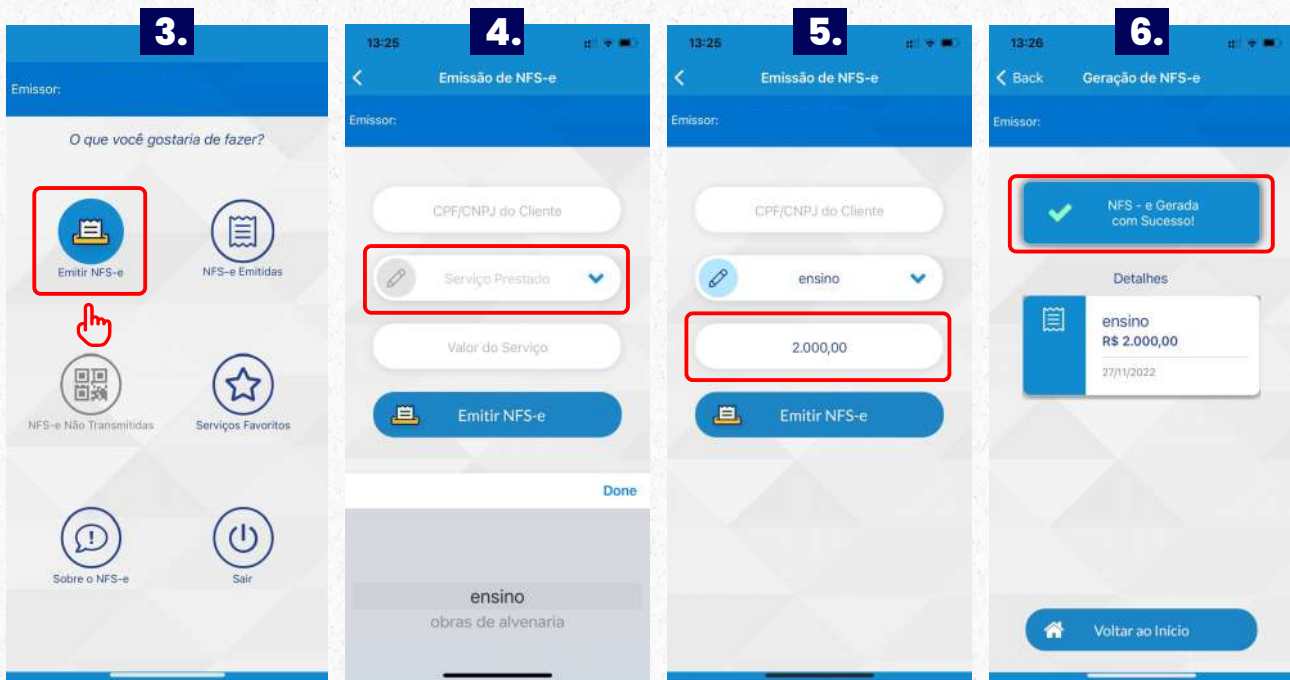 3.
Emissor:
O que você gostaria de fazer?
Emitir NFS-e
NFS-e Emitidas
NFS-e Não Transmitidas
Serviços Favoritos
Sobre o NFS-e
Sair
4.
13:25
Emissão de NFS-e
Emissor:
CPF/CNPJ do Cliente
Serviço Prestado
Valor do Serviço
Emitir NFS-e
Done
ensino
obras de alvenaria
5.
13:25
Emissão de NFS-e
Emissor:
CPF/CNPJ do Cliente
ensino
2.000,00
Emitir NFS-e
6.
13:26
Back
Geração de NFS-e
Emissor:
NFS - e Gerada
com Sucesso!
Detalhes
ensino
R$ 2.000,00
27/11/2022
Voltar ao Início